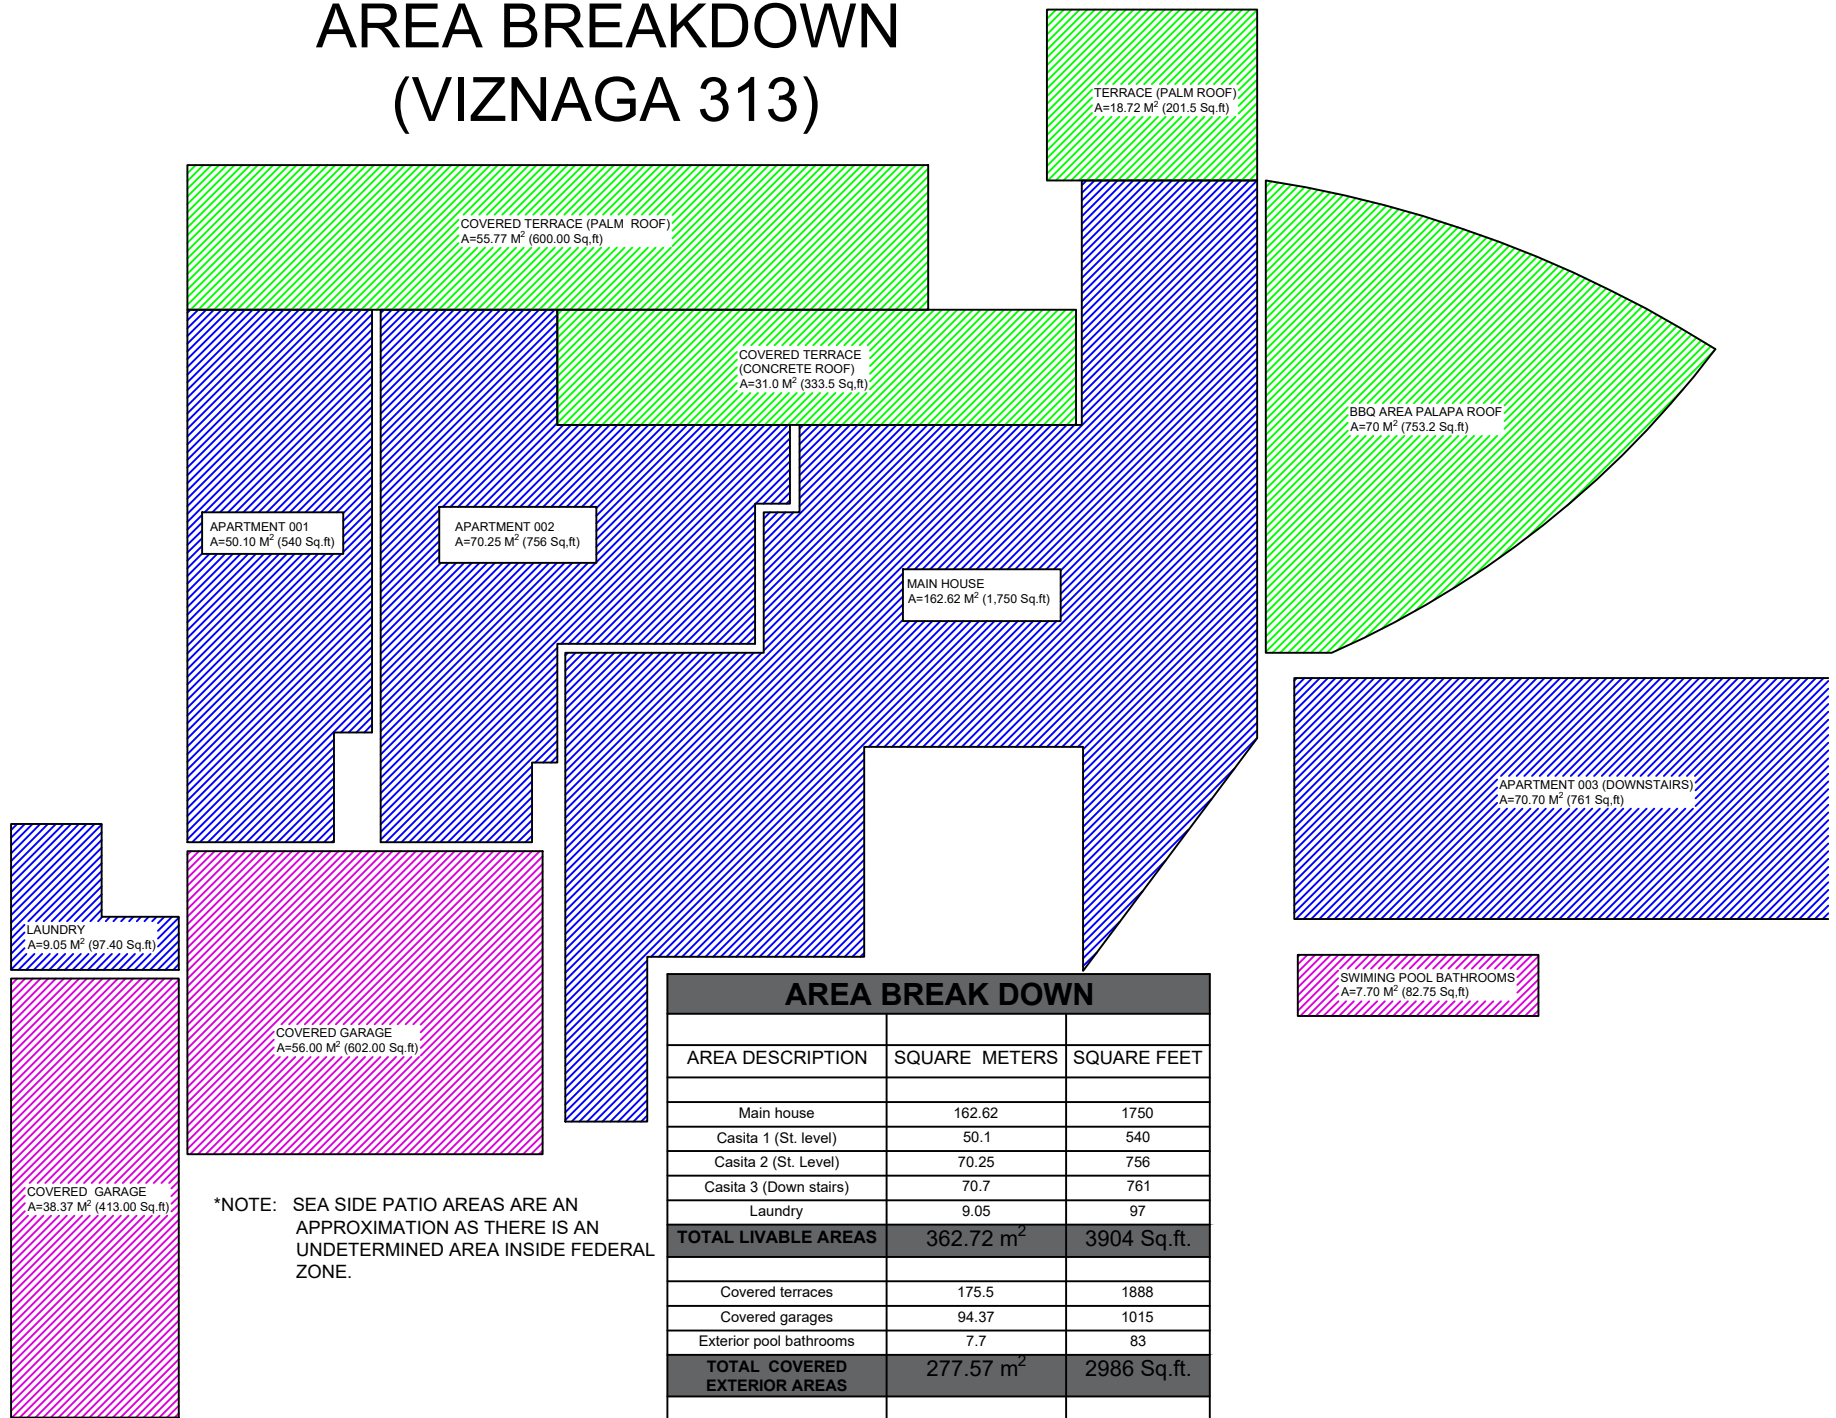 AREA BREAKDOWN
(VIZNAGA 313)
TERRACE (PALM ROOF)
A=18.72 M² (201.5 Sq.ft)
COVERED TERRACE (PALM  ROOF)
A=55.77 M² (600.00 Sq,ft)
COVERED TERRACE
(CONCRETE ROOF)
A=31.0 M² (333.5 Sq,ft)
BBQ AREA PALAPA ROOF
A=70 M² (753.2 Sq.ft)
APARTMENT 001
A=50.10 M² (540 Sq.ft)
APARTMENT 002
A=70.25 M² (756 Sq,ft)
MAIN HOUSE
A=162.62 M² (1,750 Sq.ft)
APARTMENT 003 (DOWNSTAIRS)
A=70.70 M² (761 Sq,ft)
LAUNDRY
A=9.05 M² (97.40 Sq.ft)
SWIMING POOL BATHROOMS
A=7.70 M² (82.75 Sq,ft)
COVERED GARAGE
A=56.00 M² (602.00 Sq.ft)
COVERED  GARAGE
A=38.37 M² (413.00 Sq.ft)
*NOTE:   SEA SIDE PATIO AREAS ARE AN
APPROXIMATION AS THERE IS AN
UNDETERMINED AREA INSIDE FEDERAL
ZONE.
AREA BREAK DOWN
AREA DESCRIPTION SQUARE  METERS SQUARE FEET
Main house 162.62 1750
Casita 1 (St. level) 50.1 540
Casita 2 (St. Level) 70.25 756
Casita 3 (Down stairs) 70.7 761
Laundry 9.05 97
TOTAL LIVABLE AREAS 362.72 m² 3904 Sq.ft.
Covered terraces 175.5 1888
Covered garages 94.37 1015
Exterior pool bathrooms 7.7 83
TOTAL  COVERED 277.57 m² 2986 Sq.ft.
EXTERIOR AREAS